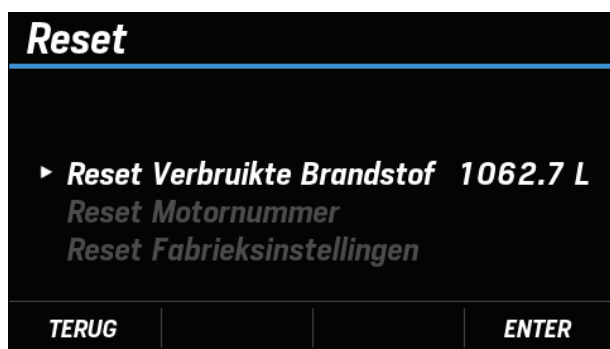 Reset
Reset Verbruikte Brandstof 1062.7 L
Reset Motornummer
Reset Fabrieksinstellingen
TERUG ENTER